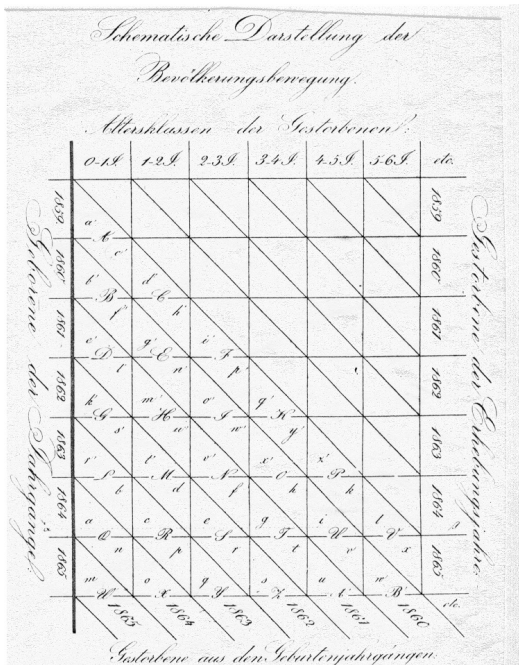 Schematische Darstellung der
Bevölkerungsbewegung.
Altersklassen der Gestorbenen:
0-1 J. 1-2 J. 2-3 J. 3-4 J. 4-5 J. 5-6 J. etc.
Geborene der Jahrgänge
1859
1860
1861
1862
1863
1864
1865
a'
A
c'
b' d'
B C
f' h'
e' g' i'
D E F
l' n' p'
k m' o' q'
G H I K
s' u' w' y'
r' t' v' x' z'
L M N O P
b d f h k
a c e g i l
Q R S T U V
n p r t v x
m o q s u w
X Y Z
1859
1860
1861
1862
1863
1864
1865
etc.
Gestorbene der Erhebungsjahre
1865 1864 1863 1862 1861 1860
Gestorbene aus den Geburtenjahrgängen: